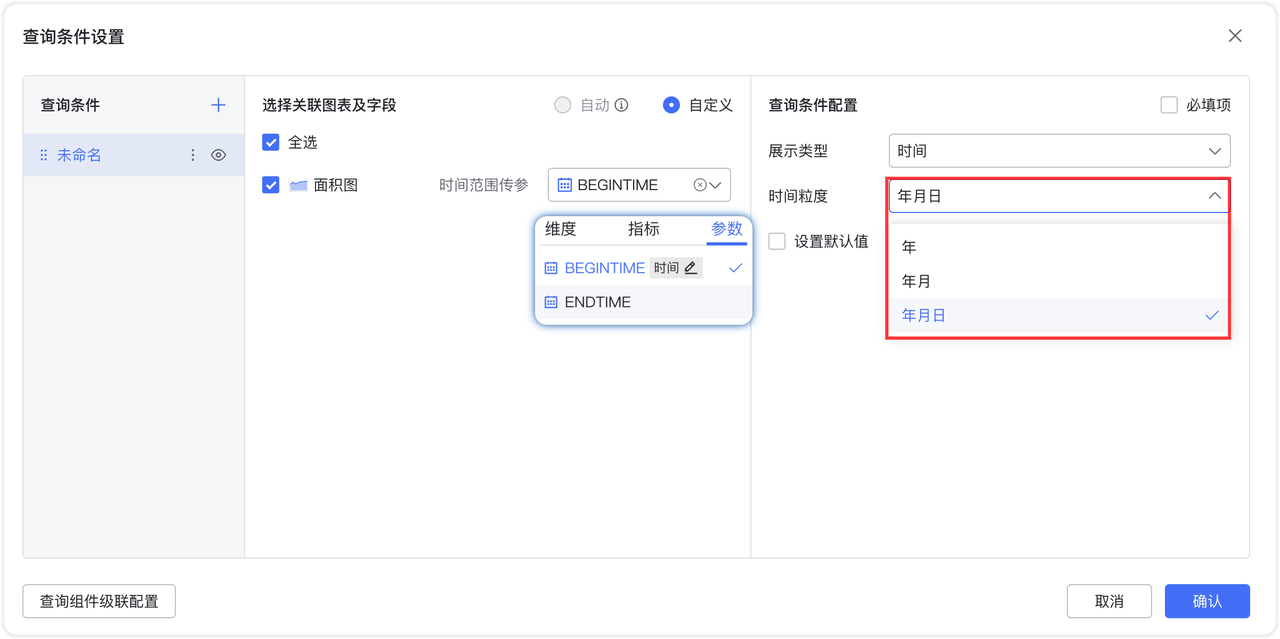 查询条件设置
查询条件
未命名
选择关联图表及字段
自动
自定义
全选
面积图
时间范围传参
BEGINTIME
维度
指标
参数
BEGINTIME
时间
ENDTIME
查询条件配置
必填项
展示类型
时间
时间粒度
年月日
设置默认值
年
年月
年月日
查询组件级联配置
取消
确认